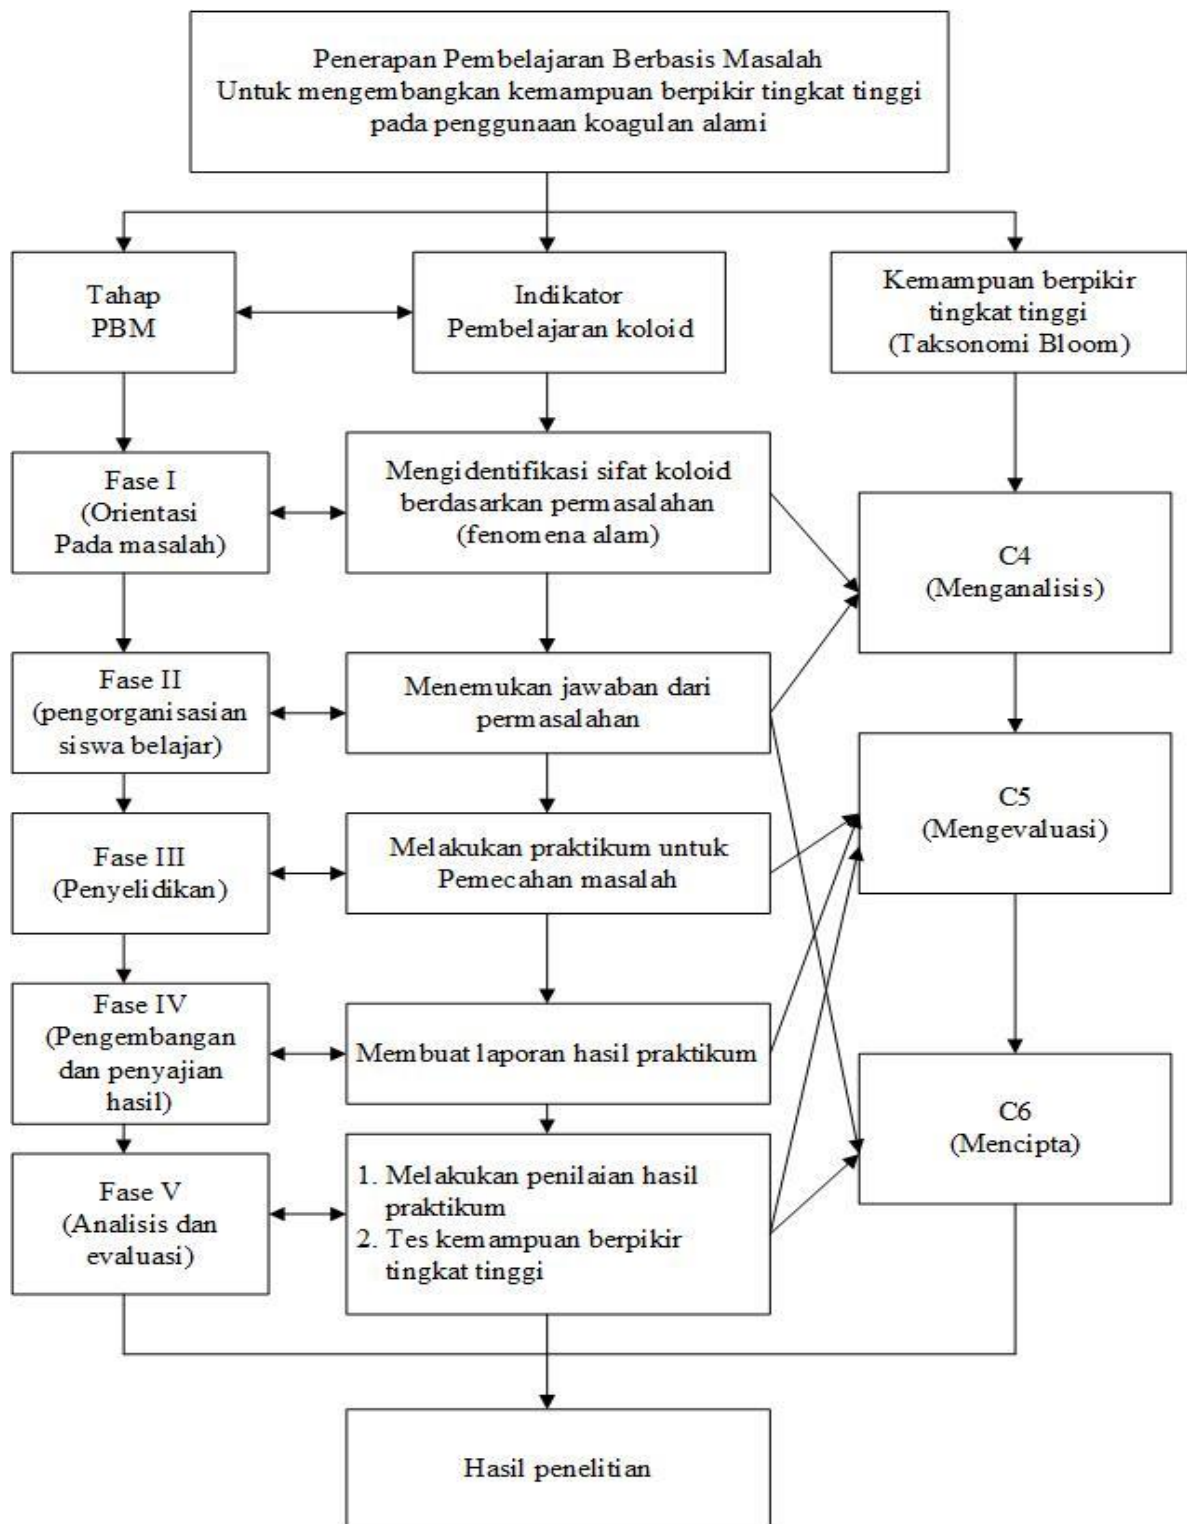 Penerapan Pembelajaran Berbasis Masalah
Untuk mengembangkan kemampuan berpikir tingkat tinggi
pada penggunaan koagulan alami
Tahap
PBM
Indikator
Pembelajaran koloid
Kemampuan berpikir
tingkat tinggi
(Taksonomi Bloom)
Fase I
(Orientasi
Pada masalah)
Mengidentifikasi sifat koloid
berdasarkan permasalahan
(fenomena alam)
C4
(Menganalisis)
Fase II
(pengorganisasian
siswa belajar)
Menemukan jawaban dari
permasalahan
C5
(Mengevaluasi)
Fase III
(Penyelidikan)
Melakukan praktikum untuk
Pemecahan masalah
Fase IV
(Pengembangan
dan penyajian
hasil)
Membuat laporan hasil praktikum
C6
(Mencipta)
Fase V
(Analisis dan
evaluasi)
1. Melakukan penilaian hasil
praktikum
2. Tes kemampuan berpikir
tingkat tinggi
Hasil penelitian